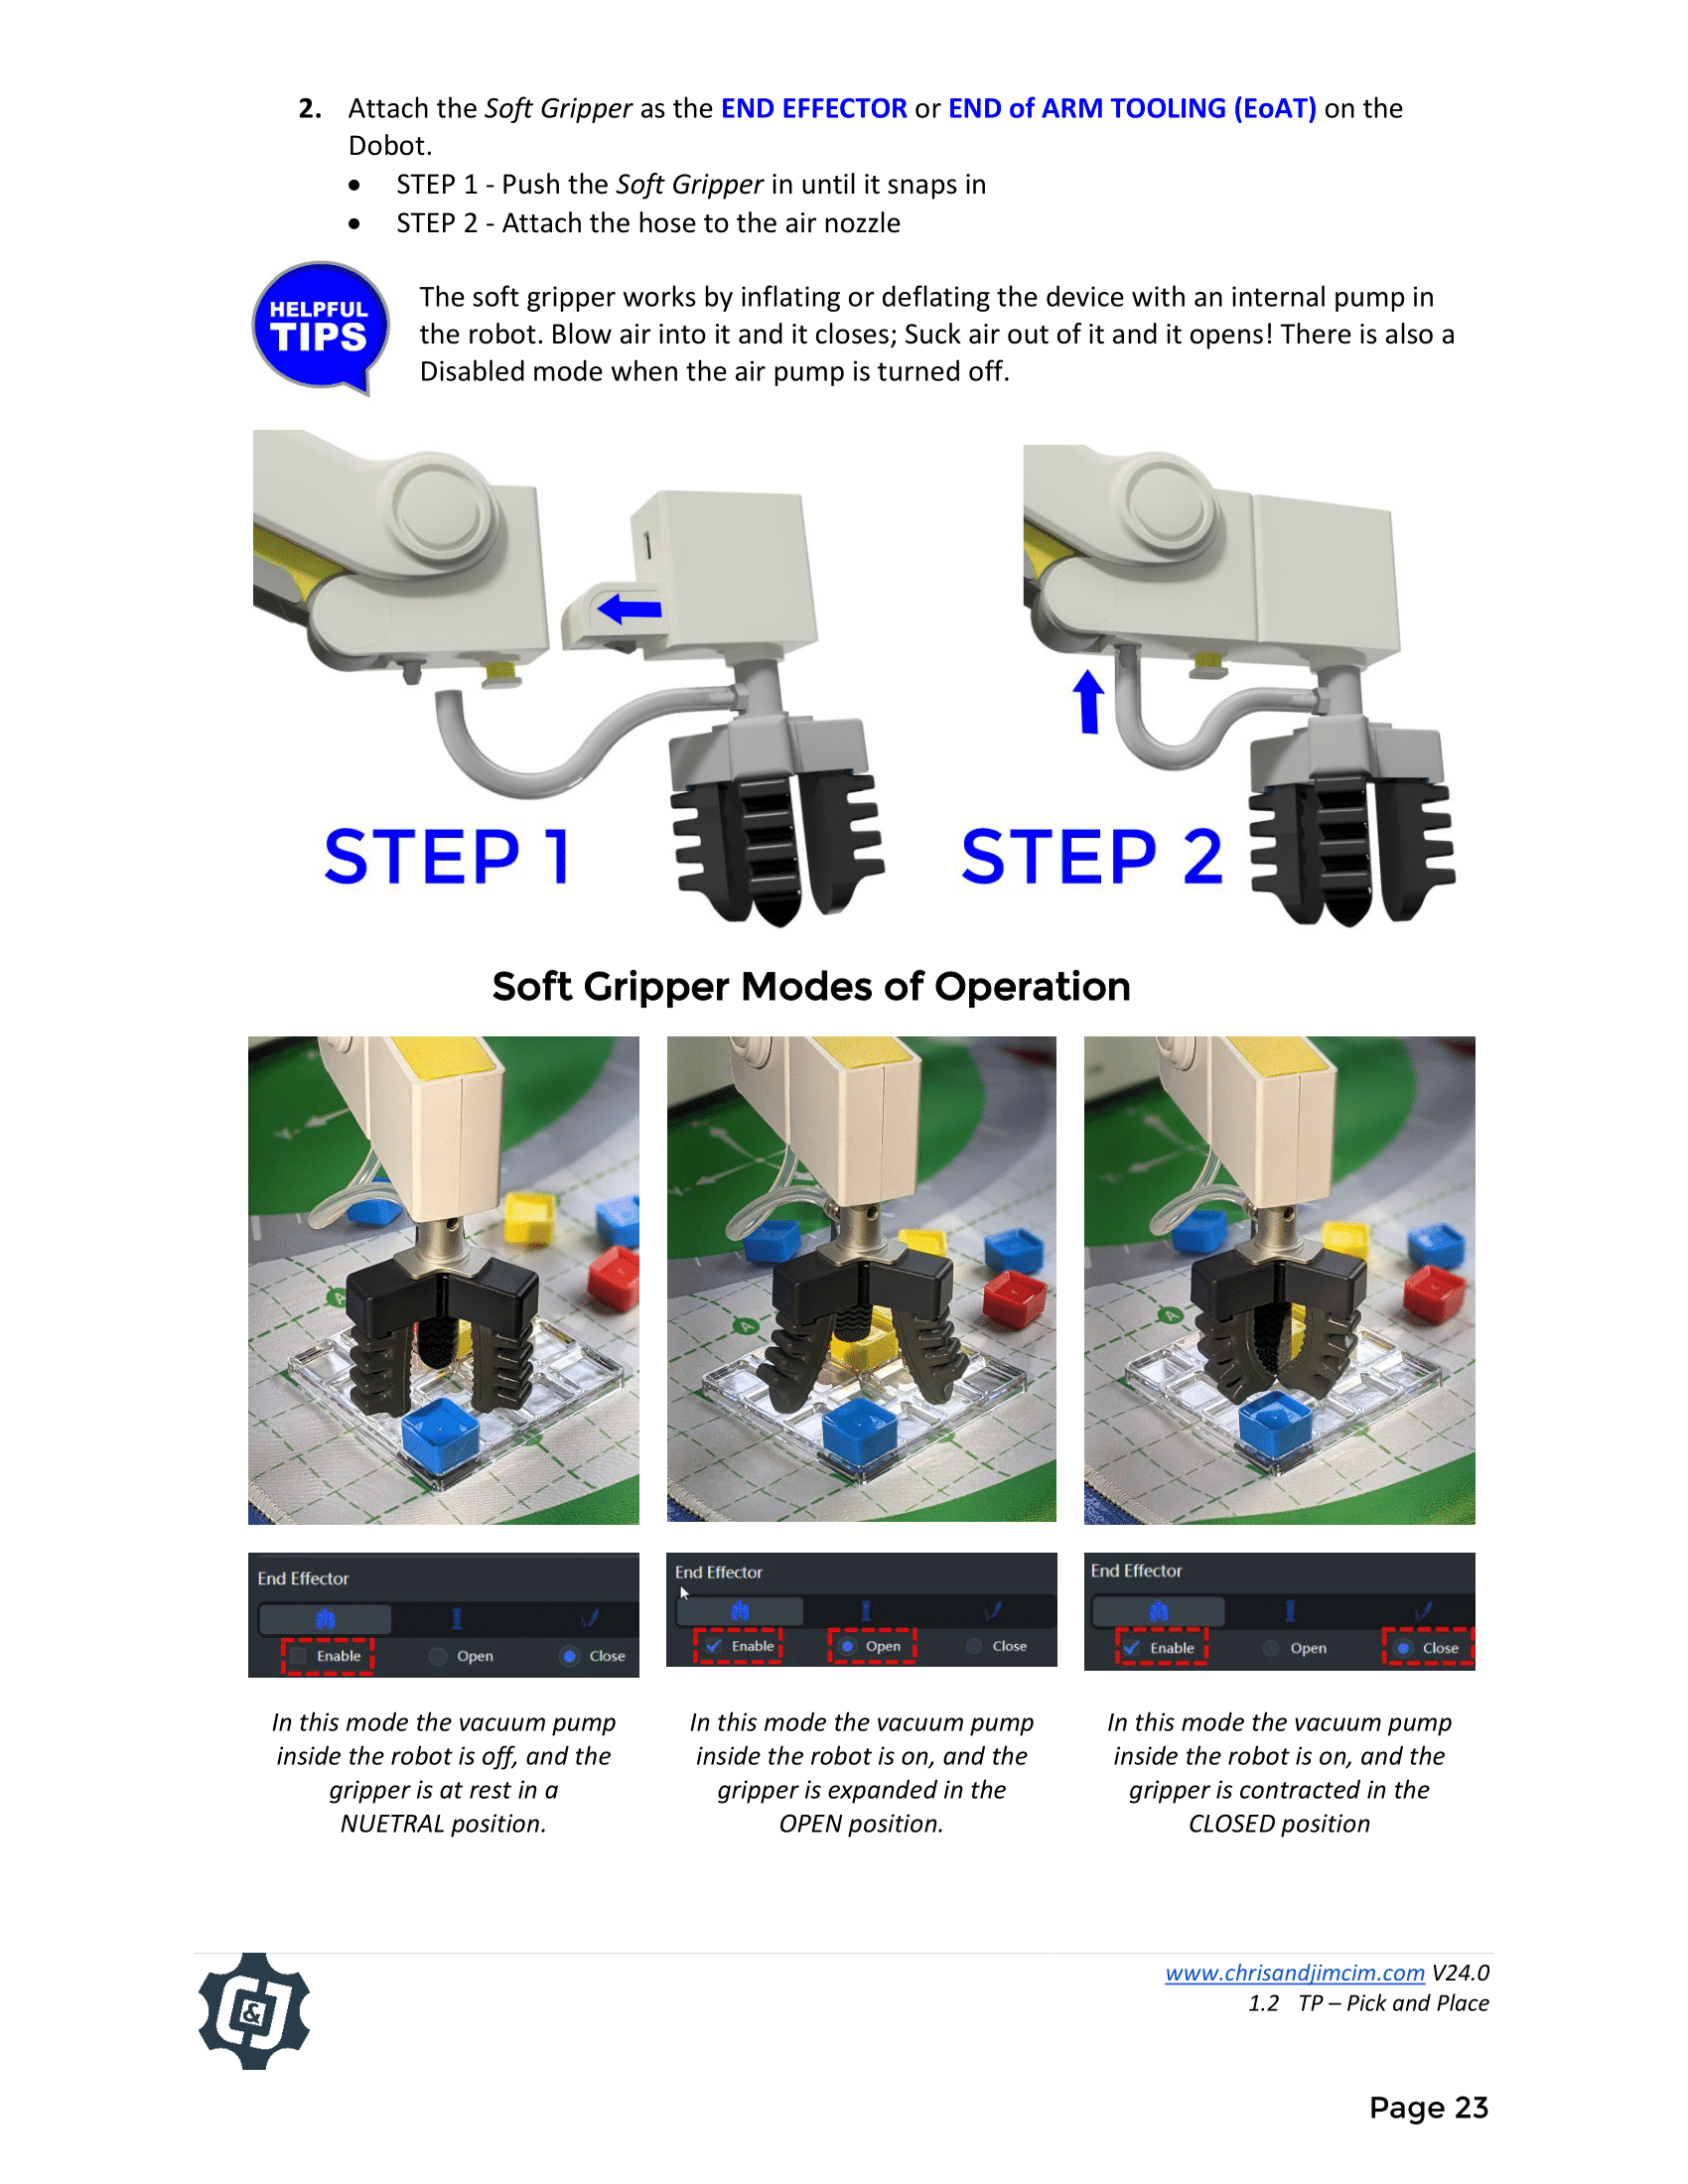 2. Attach the Soft Gripper as the END EFFECTOR or END of ARM TOOLING (EoAT) on the
Dobot.
• STEP 1 - Push the Soft Gripper in until it snaps in
• STEP 2 - Attach the hose to the air nozzle
HELPFUL
TIPS
The soft gripper works by inflating or deflating the device with an internal pump in
the robot. Blow air into it and it closes; Suck air out of it and it opens! There is also a
Disabled mode when the air pump is turned off.
STEP 1
STEP 2
Soft Gripper Modes of Operation
A
A
A
End Effector
Enable Open Close
End Effector
Enable Open Close
End Effector
Enable Open Close
In this mode the vacuum pump
inside the robot is off, and the
gripper is at rest in a
NUETRAL position.
In this mode the vacuum pump
inside the robot is on, and the
gripper is expanded in the
OPEN position.
In this mode the vacuum pump
inside the robot is on, and the
gripper is contracted in the
CLOSED position
C&J
www.chrisandjimcim.com V24.0
1.2 TP – Pick and Place
Page 23